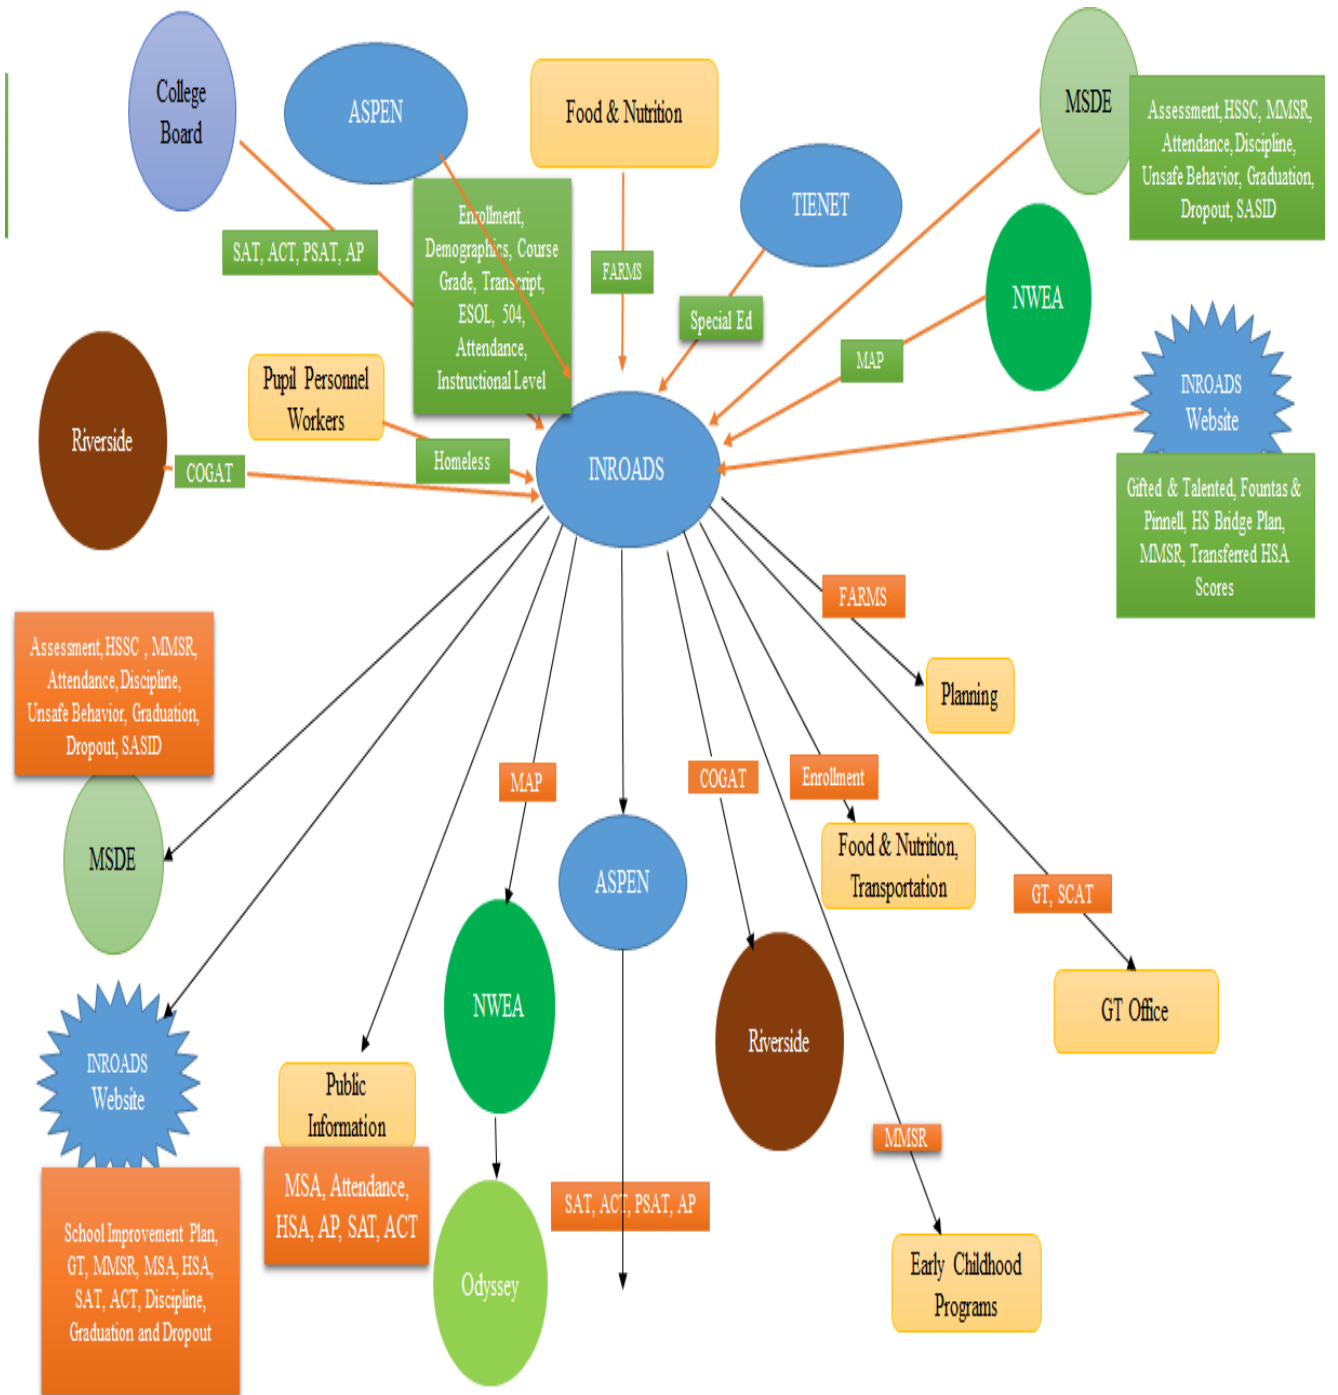 College
Board
ASPEN
Food & Nutrition
MSDE
Assessment, HSSC, MMSR,
Attendance, Discipline,
Unsafe Behavior, Graduation,
Dropout, SASID
TIENET
SAT, ACT, PSAT, AP
Enrollment,
Demographics, Course
Grade, Transcript,
ESOL, 504,
Attendance,
Instructional Level
FARMS
Special Ed
NWEA
MAP
Pupil Personnel
Workers
INROADS
Website
Riverside
COGAT
Homeless
INROADS
Gifted & Talented, Fountas &
Pinnell, HS Bridge Plan,
MMSR, Transferred HSA
Scores
FARMS
Assessment, HSSC , MMSR,
Attendance, Discipline,
Unsafe Behavior, Graduation,
Dropout, SASID
Planning
MAP
COGAT
Enrollment
MSDE
ASPEN
Food & Nutrition,
Transportation
GT, SCAT
NWEA
GT Office
Riverside
INROADS
Website
Public
Information
MMSR
MSA, Attendance,
HSA, AP, SAT, ACT
SAT, ACT, PSAT, AP
School Improvement Plan,
GT, MMSR, MSA, HSA,
SAT, ACT, Discipline,
Graduation and Dropout
Odyssey
Early Childhood
Programs